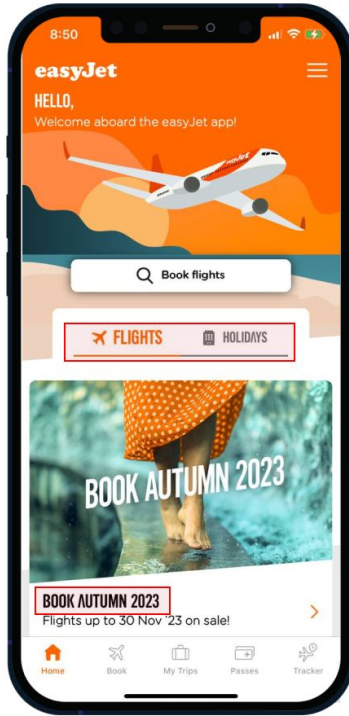 8:50
easyJet
HELLO,
Welcome aboard the easyJet app!
easyJet
Book flights
FLIGHTS
HOLIDAYS
BOOK AUTUMN 2023
BOOK AUTUMN 2023
Flights up to 30 Nov '23 on sale!
Home
Book
My Trips
Passes
Tracker